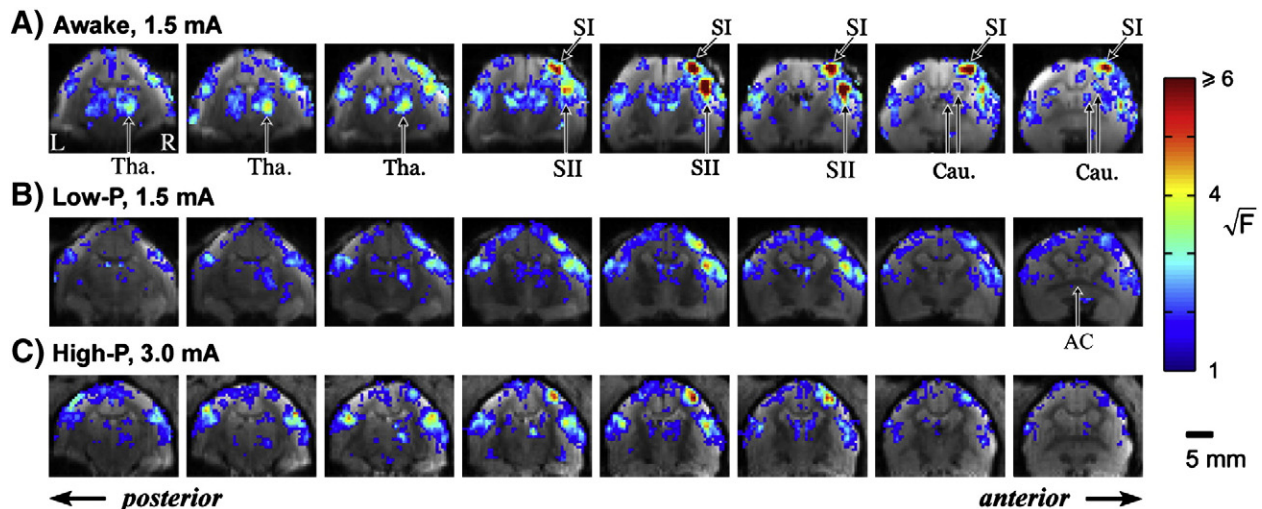 A) Awake, 1.5 mA
SI SI SI SI SI
L R
Tha. Tha. Tha. SII SII SII Cau. Cau.
B) Low-P, 1.5 mA
AC
C) High-P, 3.0 mA
⩾ 6
4
√F
1
5 mm
posterior anterior